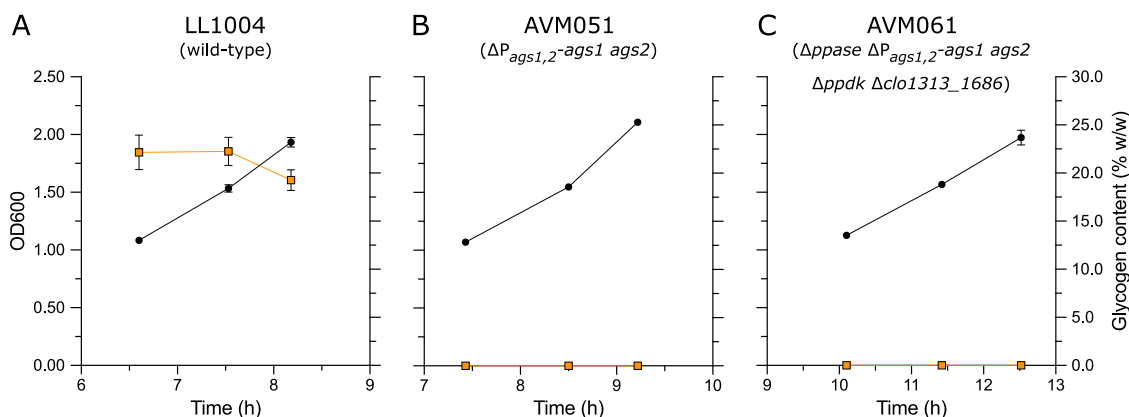 A
LL1004
(wild-type)
B
AVM051
(ΔPags1,2-ags1 ags2)
C
AVM061
(Δppase ΔPags1,2-ags1 ags2
Δppdk Δclo1313_1686)
OD600
2.50
2.00
1.50
1.00
0.50
0.00
6 7 8 9
Time (h)
7 8 9 10
Time (h)
9 10 11 12 13
Time (h)
30.0
25.0
20.0
15.0
10.0
5.0
0.0
Glycogen content (% w/w)